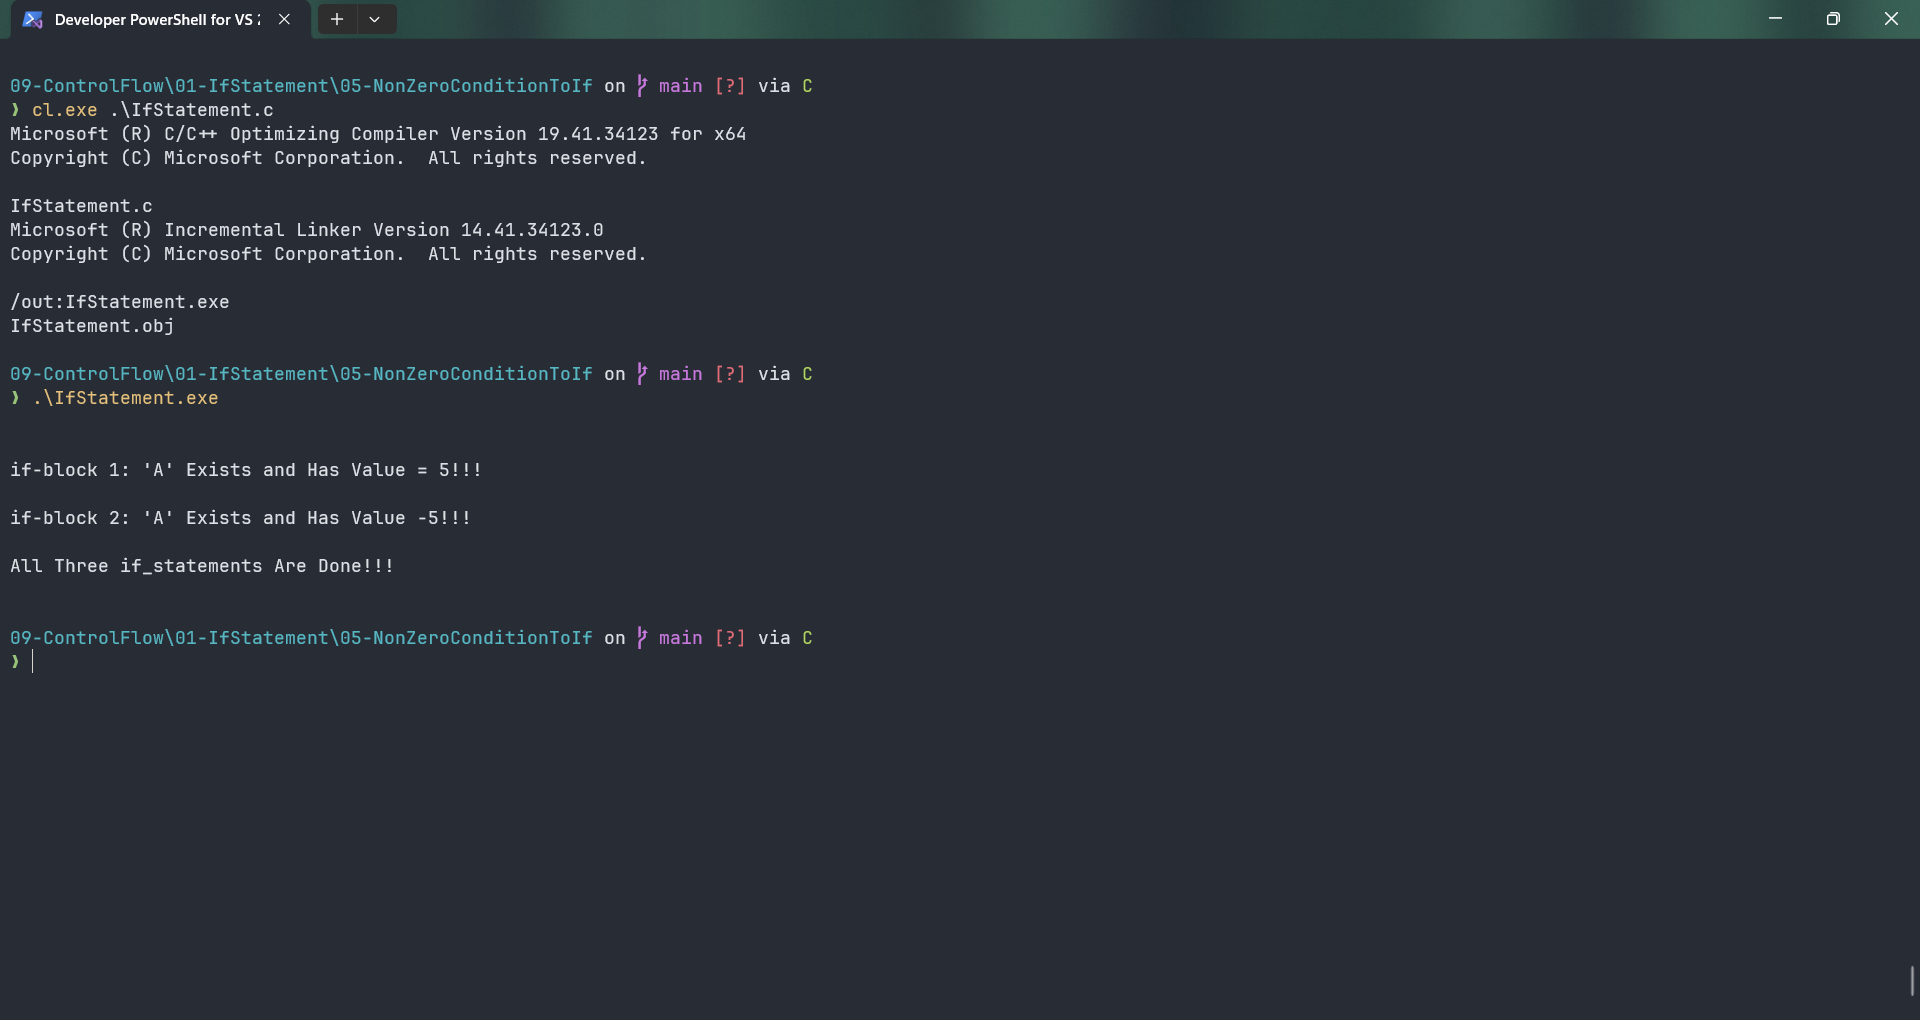 Developer PowerShell for VS 2
09-ControlFlow\01-IfStatement\05-NonZeroConditionToIf on main [?] via C
❯ cl.exe .\IfStatement.c
Microsoft (R) C/C++ Optimizing Compiler Version 19.41.34123 for x64
Copyright (C) Microsoft Corporation.  All rights reserved.
IfStatement.c
Microsoft (R) Incremental Linker Version 14.41.34123.0
Copyright (C) Microsoft Corporation.  All rights reserved.
/out:IfStatement.exe
IfStatement.obj
09-ControlFlow\01-IfStatement\05-NonZeroConditionToIf on main [?] via C
❯ .\IfStatement.exe
if-block 1: 'A' Exists and Has Value = 5!!!
if-block 2: 'A' Exists and Has Value -5!!!
All Three if_statements Are Done!!!
09-ControlFlow\01-IfStatement\05-NonZeroConditionToIf on main [?] via C
❯